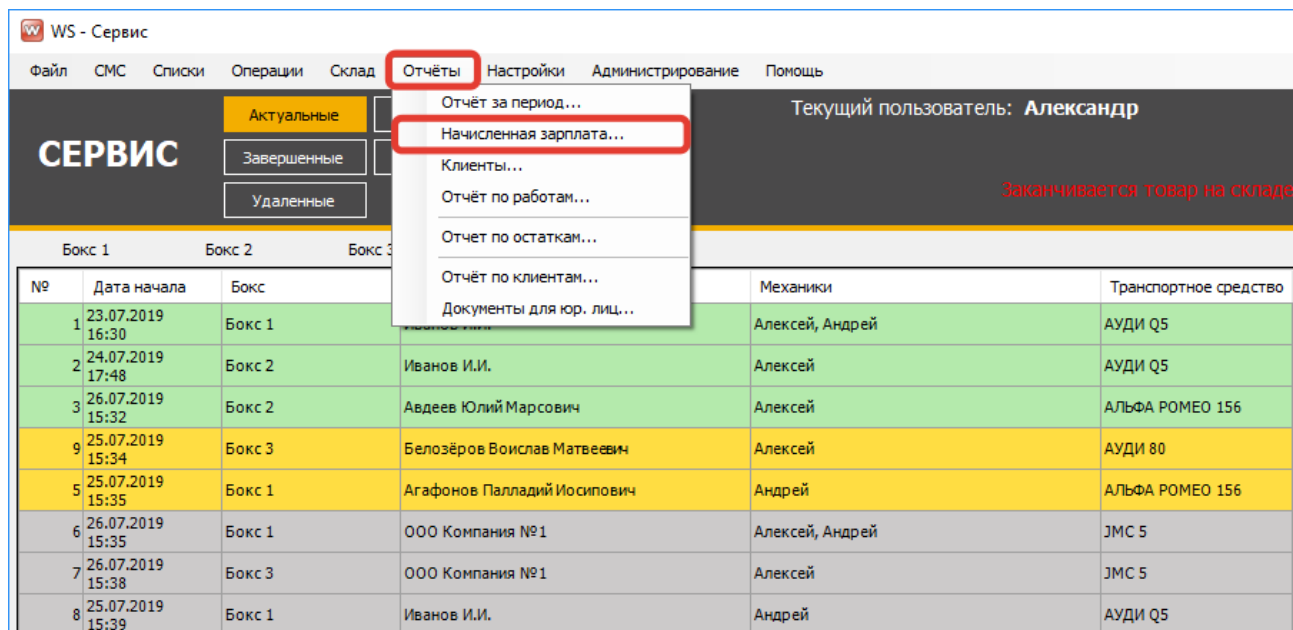 WS - Сервис
Файл СМС Списки Операции Склад Отчёты Настройки Администрирование Помощь
Актуальные
Завершенные
Удаленные
СЕРВИС
Отчёт за период...
Начисленная зарплата...
Клиенты...
Отчёт по работам...
Отчет по остаткам...
Отчёт по клиентам...
Документы для юр. лиц...
Текущий пользователь: Александр
Заканчивается товар на складе
Бокс 1 Бокс 2 Бокс 3
№ Дата начала Бокс Механики Транспортное средство
1 23.07.2019 16:30 Бокс 1 Иванов И.И. Алексей, Андрей АУДИ Q5
2 24.07.2019 17:48 Бокс 2 Иванов И.И. Алексей АУДИ Q5
3 26.07.2019 15:32 Бокс 2 Авдеев Юлий Марсович Алексей АЛЬФА РОМЕО 156
9 25.07.2019 15:34 Бокс 3 Белозёров Воислав Матвеевич Алексей АУДИ 80
5 25.07.2019 15:35 Бокс 1 Агафонов Палладий Иосипович Андрей АЛЬФА РОМЕО 156
6 26.07.2019 15:35 Бокс 1 ООО Компания №1 Алексей, Андрей JMC 5
7 26.07.2019 15:38 Бокс 3 ООО Компания №1 Алексей JMC 5
8 25.07.2019 15:39 Бокс 1 Иванов И.И. Андрей АУДИ Q5